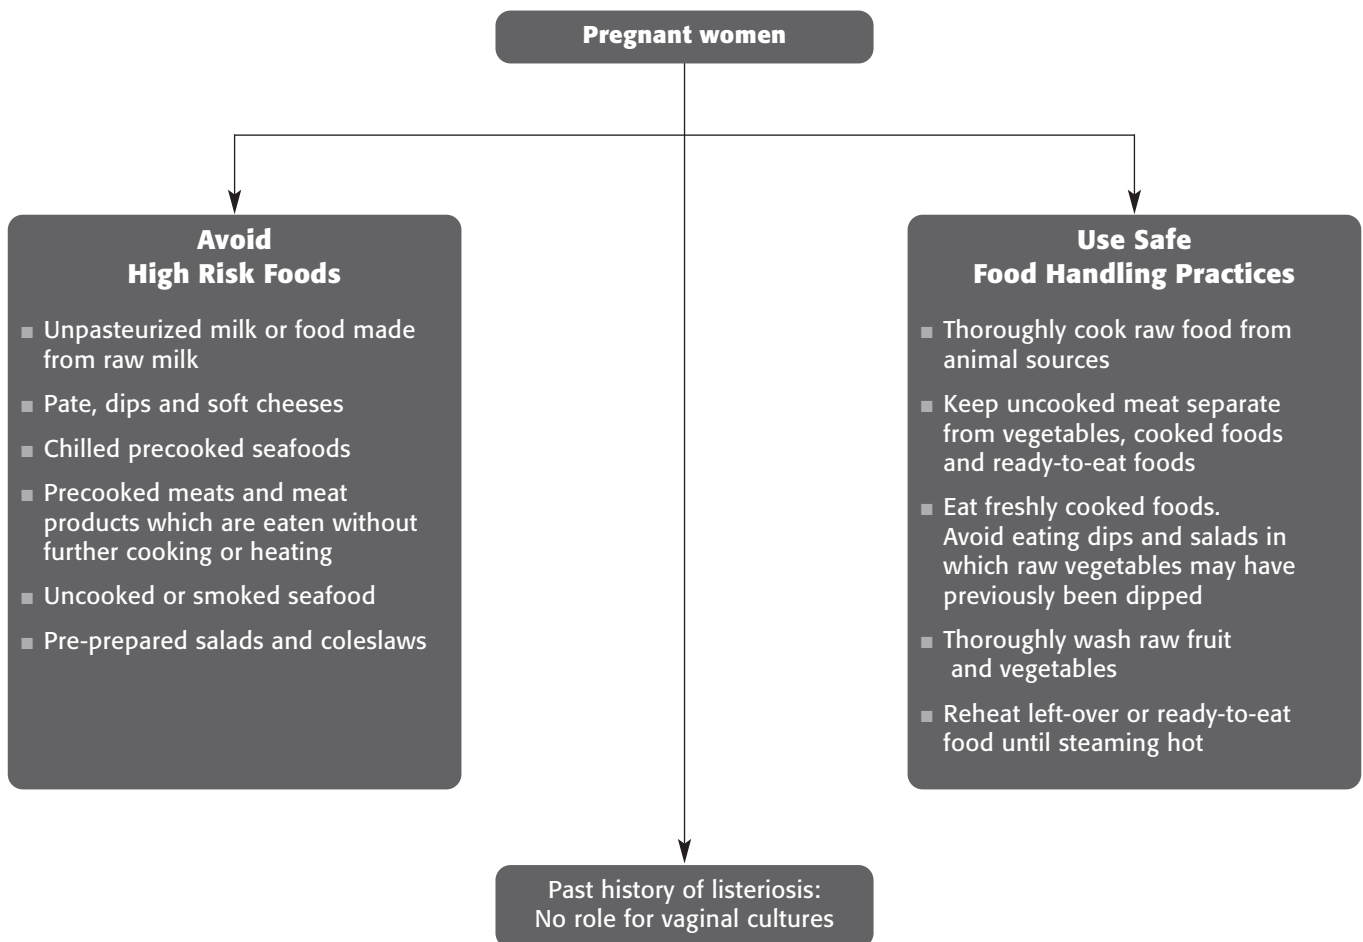 Pregnant women
Avoid
High Risk Foods
■ Unpasteurized milk or food made
from raw milk
■ Pate, dips and soft cheeses
■ Chilled precooked seafoods
■ Precooked meats and meat
products which are eaten without
further cooking or heating
■ Uncooked or smoked seafood
■ Pre-prepared salads and coleslaws
Use Safe
Food Handling Practices
■ Thoroughly cook raw food from
animal sources
■ Keep uncooked meat separate
from vegetables, cooked foods
and ready-to-eat foods
■ Eat freshly cooked foods.
Avoid eating dips and salads in
which raw vegetables may have
previously been dipped
■ Thoroughly wash raw fruit
and vegetables
■ Reheat left-over or ready-to-eat
food until steaming hot
Past history of listeriosis:
No role for vaginal cultures